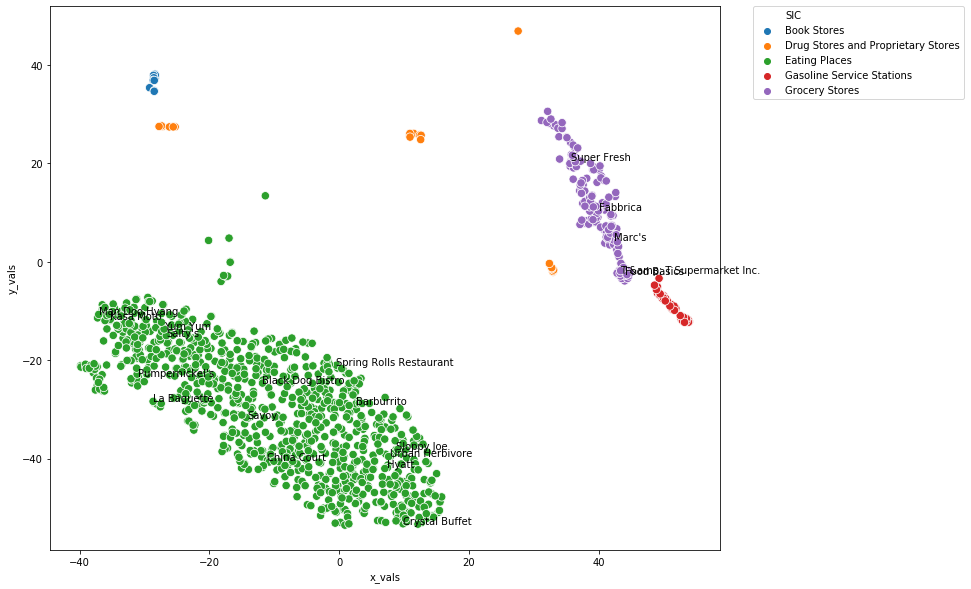 SIC
Book Stores
Drug Stores and Proprietary Stores
Eating Places
Gasoline Service Stations
Grocery Stores
40
20
0
−20
−40
y_vals
Super Fresh
Fabbrica
Marc's
Food Basics
Supermarket Inc.
Man Doo Hyang
Kasa Moto
Yum Yum
Salty's
Spring Rolls Restaurant
Pumpernickel's
Black Dog Bistro
La Baguette
Barburrito
Savoy
Sloppy Joe
Urban Herbivore
China Court
Hyatt
Crystal Buffet
−40
−20
0
20
40
x_vals